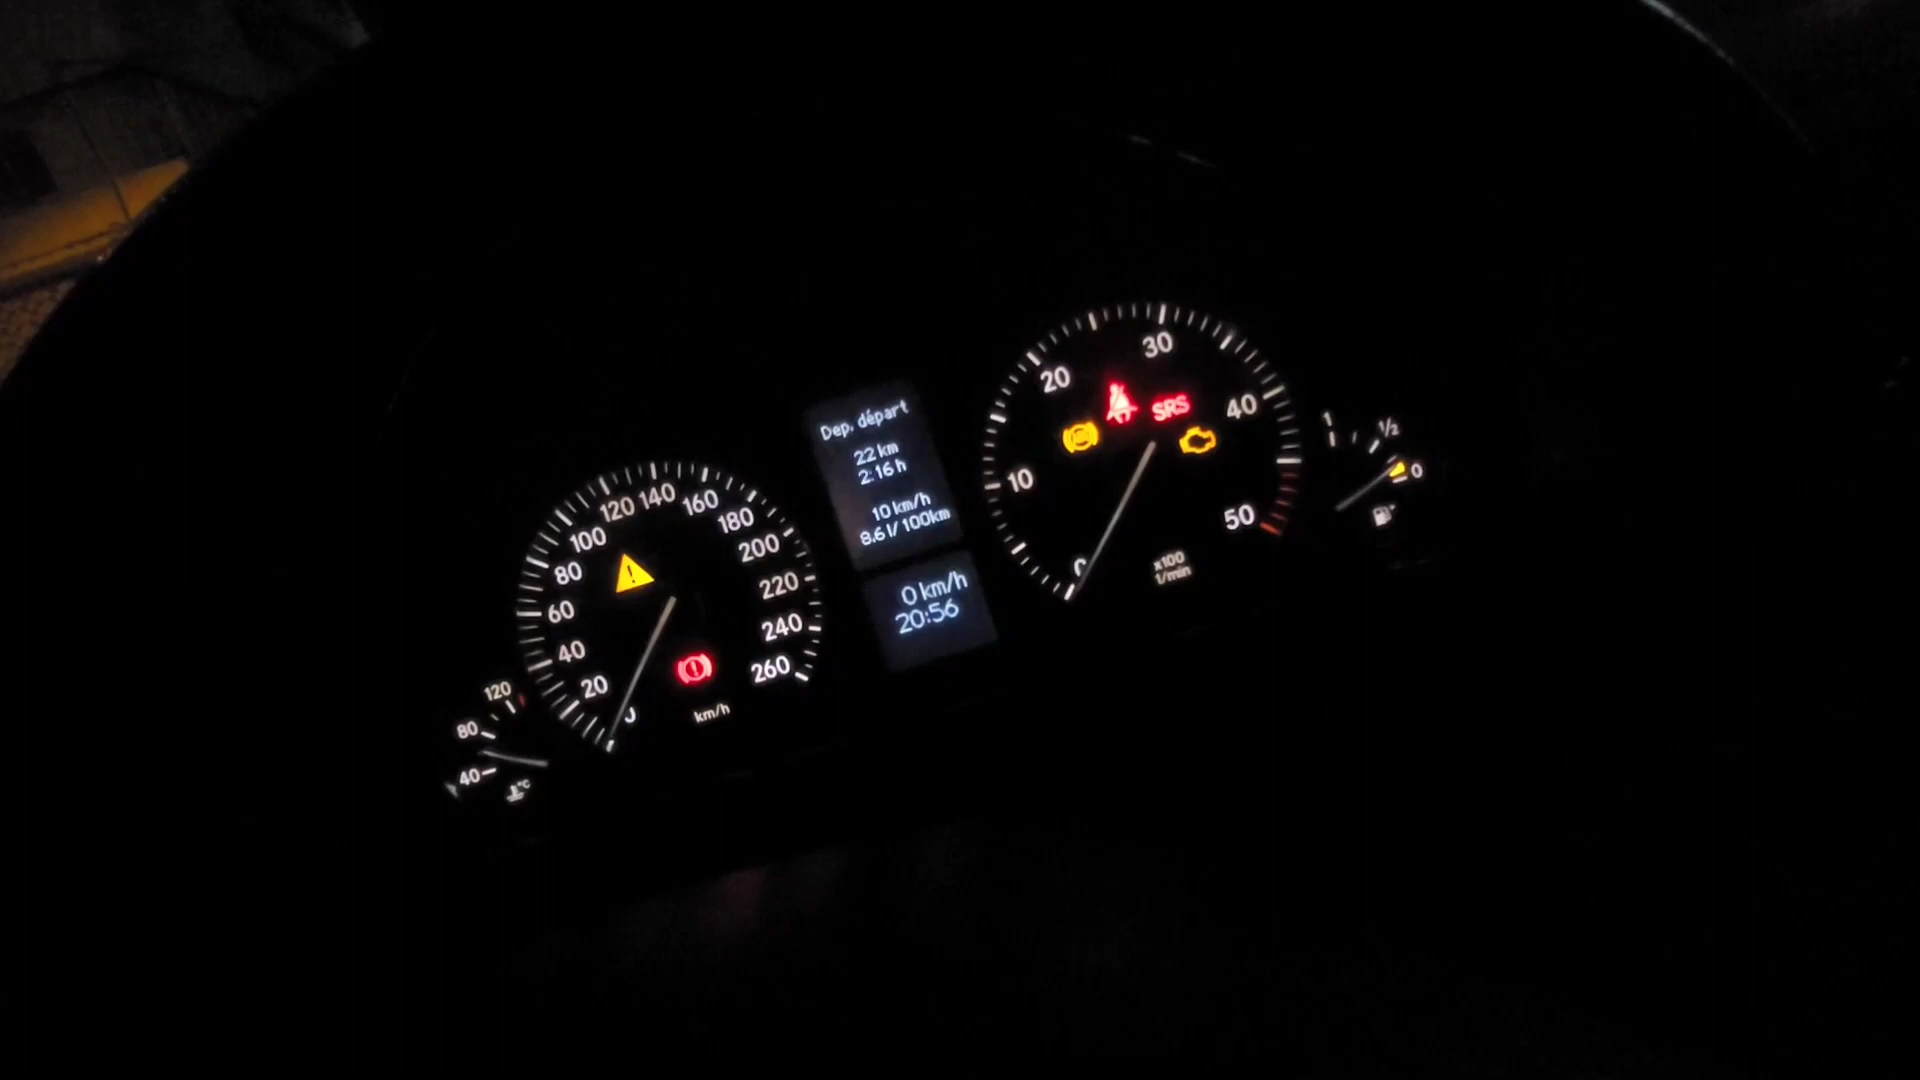 Dep. départ
22 km
2:16 h
10 km/h
8.6 l/100km
0 km/h
20:56
20
40
60
80
100
120
140
160
180
200
220
240
260
km/h
120
80
40
°C
0
10
20
30
40
50
SRS
x100
1/min
1
1/2
0